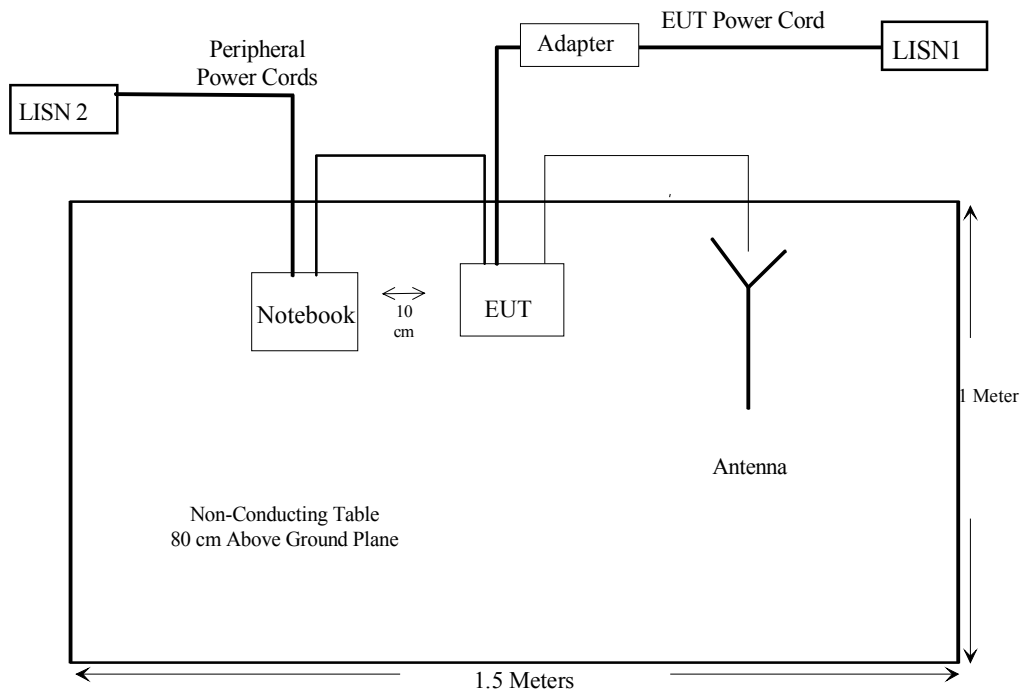 EUT Power Cord
Adapter
LISN1
Peripheral
Power Cords
LISN 2
Notebook
10
cm
EUT
1 Meter
Antenna
Non-Conducting Table
80 cm Above Ground Plane
1.5 Meters